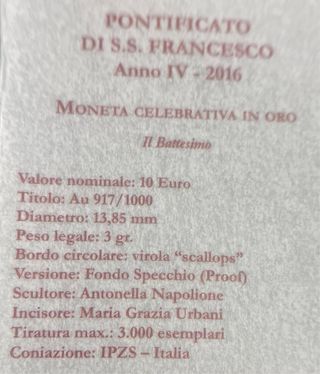 PONTIFICATO
DI S.S. FRANCESCO
Anno IV - 2016
MONETA CELEBRATIVA IN ORO
Il Battesimo
Valore nominale: 10 Euro
Titolo: Au 917/1000
Diametro: 13,85 mm
Peso legale: 3 gr.
Bordo circolare: virola “scallops”
Versione: Fondo Specchio (Proof)
Scultore: Antonella Napolione
Incisore: Maria Grazia Urbani
Tiratura max.: 3.000 esemplari
Coniazione: IPZS – Italia